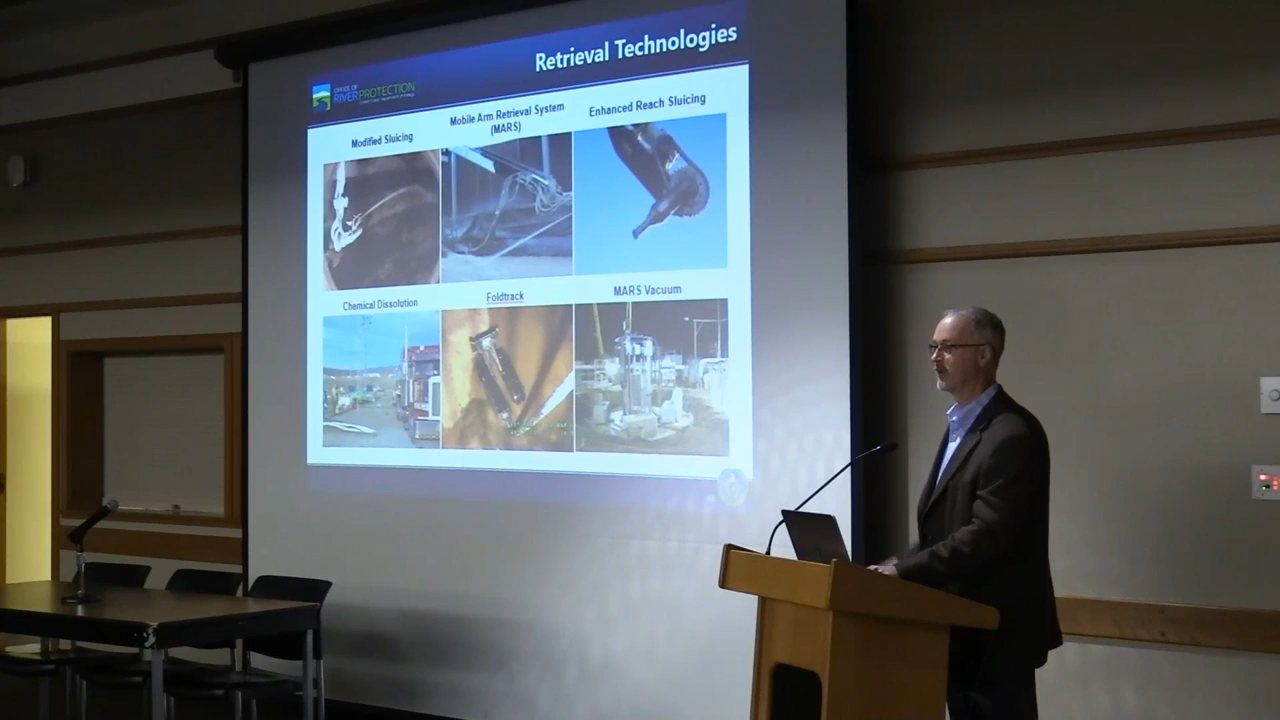 Retrieval Technologies
OFFICE OF
RIVER PROTECTION
Modified Sluicing
Mobile Arm Retrieval System
(MARS)
Enhanced Reach Sluicing
Chemical Dissolution
Foldtrack
MARS Vacuum